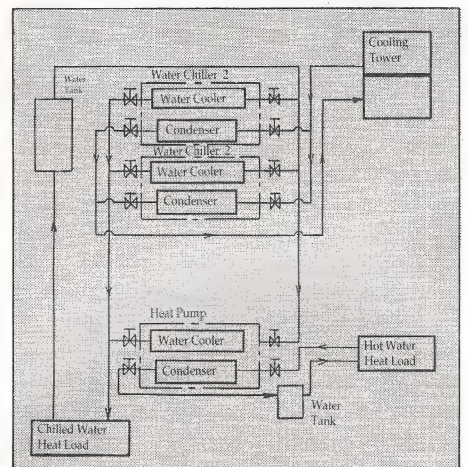 Cooling
Tower
Water
Tank
Water Chiller 2
Water Cooler
Condenser
Water Chiller 2
Water Cooler
Condenser
Heat Pump
Water Cooler
Condenser
Hot Water
Heat Load
Water
Tank
Chilled Water
Heat Load